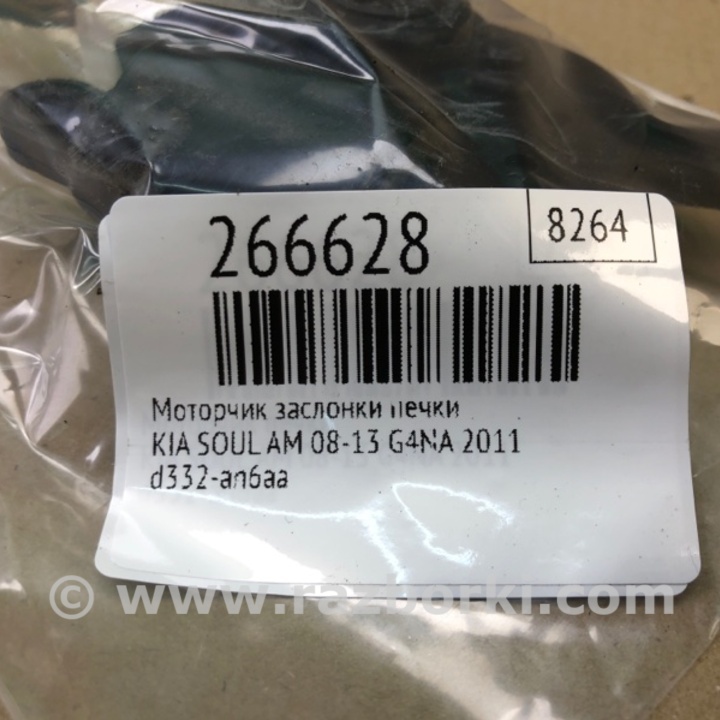 266628
8264
Моторчик заслонки печки
KIA SOUL AM 08-13 G4NA 2011
d332-an6aa
© www.razborki.com